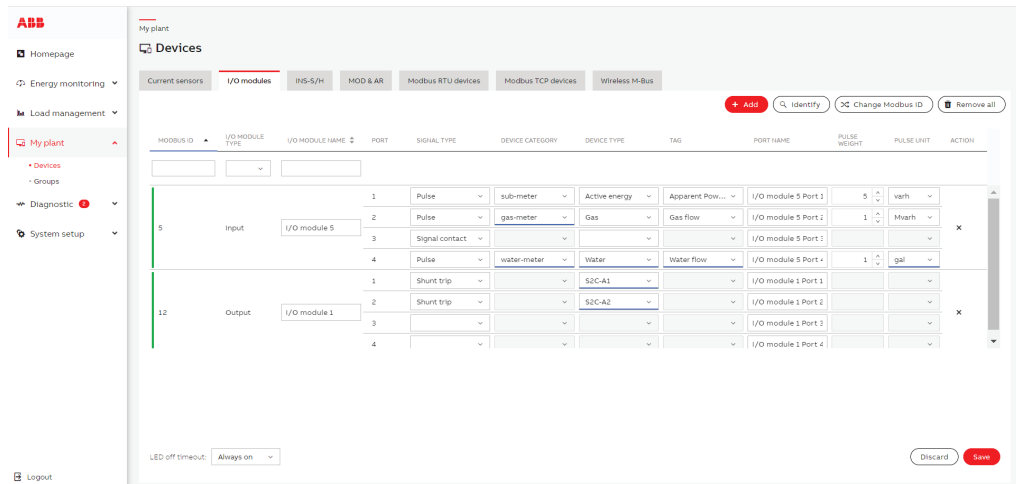 ABB
Homepage
Energy monitoring
Load management
My plant
Devices
Groups
Diagnostic 2
System setup
Logout
My plant
Devices
Current sensors I/O modules INS-S/H MOD & AR Modbus RTU devices Modbus TCP devices Wireless M-Bus
+ Add Identify Change Modbus ID Remove all
MODBUS ID I/O MODULE TYPE I/O MODULE NAME PORT SIGNAL TYPE DEVICE CATEGORY DEVICE TYPE TAG PORT NAME PULSE WEIGHT PULSE UNIT ACTION
5 Input I/O module 5
1 Pulse sub-meter Active energy Apparent Pow... I/O module 5 Port 1 5 varh
2 Pulse gas-meter Gas Gas flow I/O module 5 Port 2 1 Mvarh
3 Signal contact I/O module 5 Port 3
4 Pulse water-meter Water Water flow I/O module 5 Port 4 1 gal
12 Output I/O module 1
1 Shunt trip S2C-A1 I/O module 1 Port 1
2 Shunt trip S2C-A2 I/O module 1 Port 2
3 I/O module 1 Port 3
4 I/O module 1 Port 4
LED off timeout: Always on
Discard Save